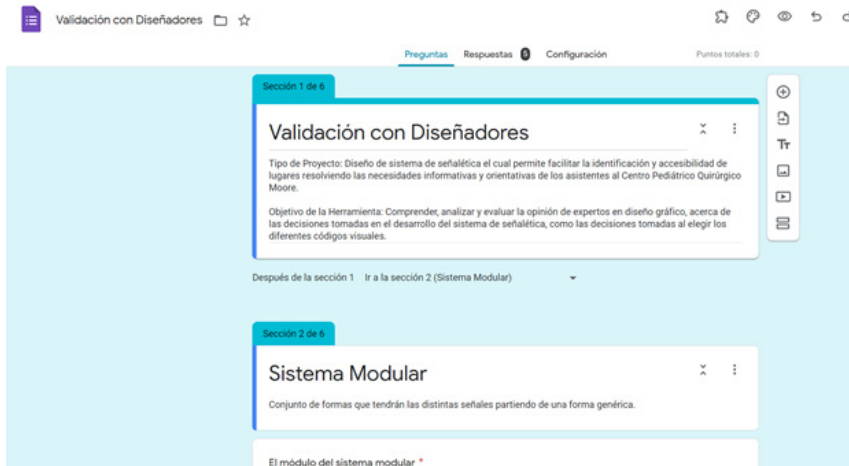 Validación con Diseñadores
Preguntas Respuestas 5 Configuración Puntos totales: 0
Sección 1 de 6
Validación con Diseñadores
Tipo de Proyecto: Diseño de sistema de señalética el cual permite facilitar la identificación y accesibilidad de
lugares resolviendo las necesidades informativas y orientativas de los asistentes al Centro Pediátrico Quirúrgico
Moore.
Objetivo de la Herramienta: Comprender, analizar y evaluar la opinión de expertos en diseño gráfico, acerca de
las decisiones tomadas en el desarrollo del sistema de señalética, como las decisiones tomadas al elegir los
diferentes códigos visuales.
Tт
Después de la sección 1 Ir a la sección 2 (Sistema Modular)
Sección 2 de 6
Sistema Modular
Conjunto de formas que tendrán las distintas señales partiendo de una forma genérica.
El módulo del sistema modular *